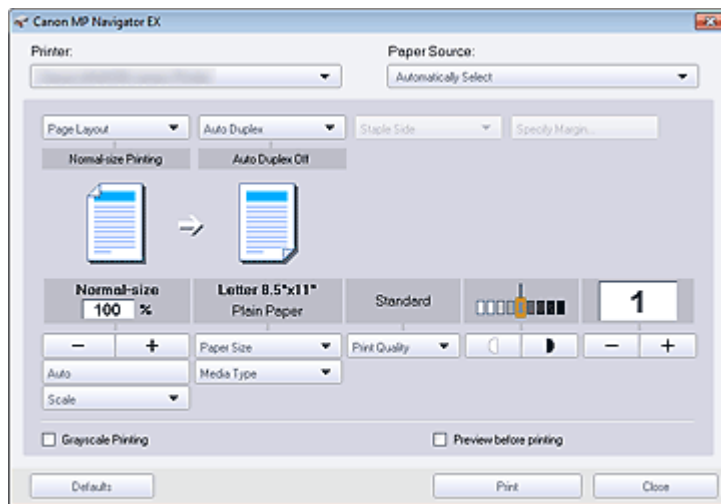 Canon MP Navigator EX
Printer:
Paper Source:
Automatically Select
Page Layout
Auto Duplex
Staple Side
Specify Margin...
Normal-size Printing
Auto Duplex Off
Normal-size
100 %
Letter 8.5"x11"
Plain Paper
Standard
1
Paper Size
Print Quality
Auto
Media Type
Scale
Grayscale Printing
Preview before printing
Defaults
Print
Close